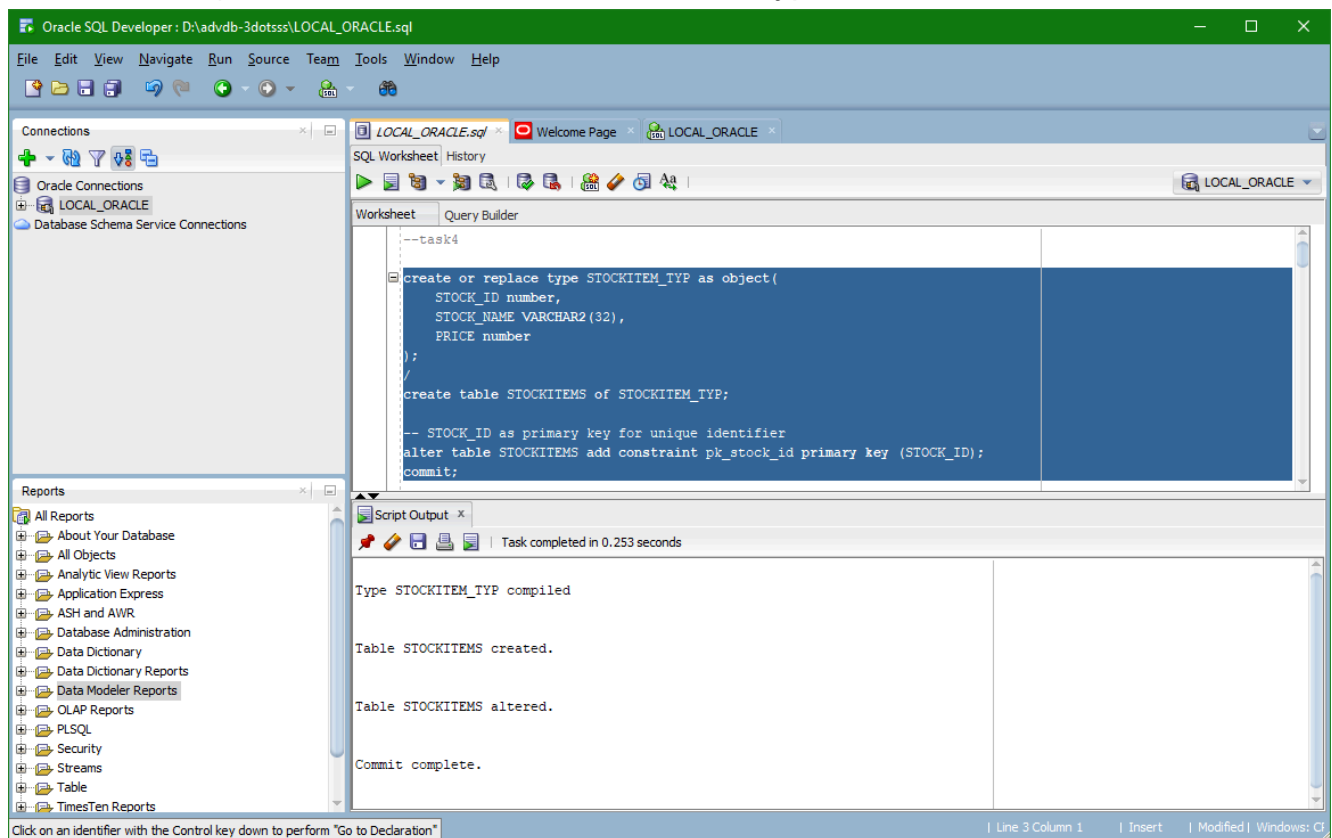 Oracle SQL Developer : D:\advdb-3dotsss\LOCAL_ORACLE.sql
File Edit View Navigate Run Source Team Tools Window Help
Connections
Oracle Connections
LOCAL_ORACLE
Database Schema Service Connections
Reports
All Reports
About Your Database
All Objects
Analytic View Reports
Application Express
ASH and AWR
Database Administration
Data Dictionary
Data Dictionary Reports
Data Modeler Reports
OLAP Reports
PLSQL
Security
Streams
Table
TimesTen Reports
LOCAL_ORACLE.sql Welcome Page LOCAL_ORACLE
SQL Worksheet History
LOCAL_ORACLE
Worksheet Query Builder
--task4
create or replace type STOCKITEM_TYP as object(
    STOCK_ID number,
    STOCK_NAME VARCHAR2(32),
    PRICE number
);
/
create table STOCKITEMS of STOCKITEM_TYP;
-- STOCK_ID as primary key for unique identifier
alter table STOCKITEMS add constraint pk_stock_id primary key (STOCK_ID);
commit;
Script Output
Task completed in 0.253 seconds
Type STOCKITEM_TYP compiled
Table STOCKITEMS created.
Table STOCKITEMS altered.
Commit complete.
Click on an identifier with the Control key down to perform "Go to Declaration"
Line 3 Column 1 | Insert | Modified | Windows: